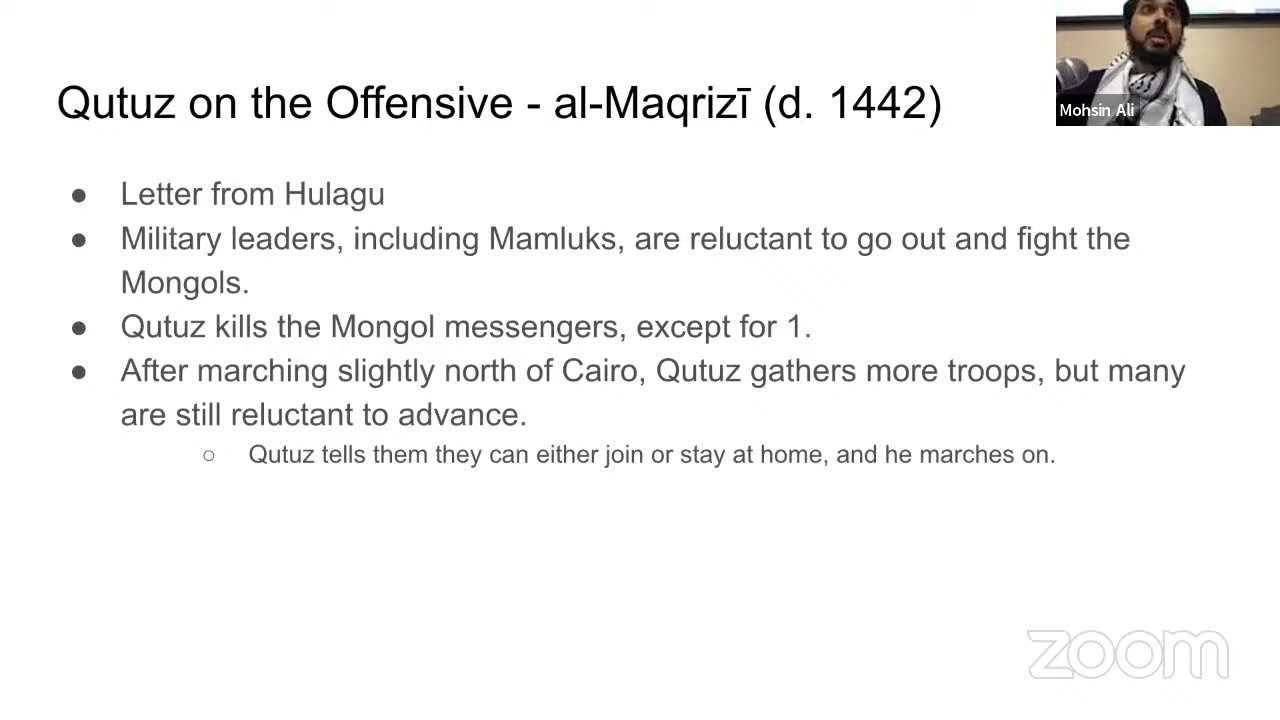 Qutuz on the Offensive - al-Maqrizī (d. 1442)
Mohsin Ali
● Letter from Hulagu
● Military leaders, including Mamluks, are reluctant to go out and fight the
Mongols.
● Qutuz kills the Mongol messengers, except for 1.
● After marching slightly north of Cairo, Qutuz gathers more troops, but many
are still reluctant to advance.
○ Qutuz tells them they can either join or stay at home, and he marches on.
zoom